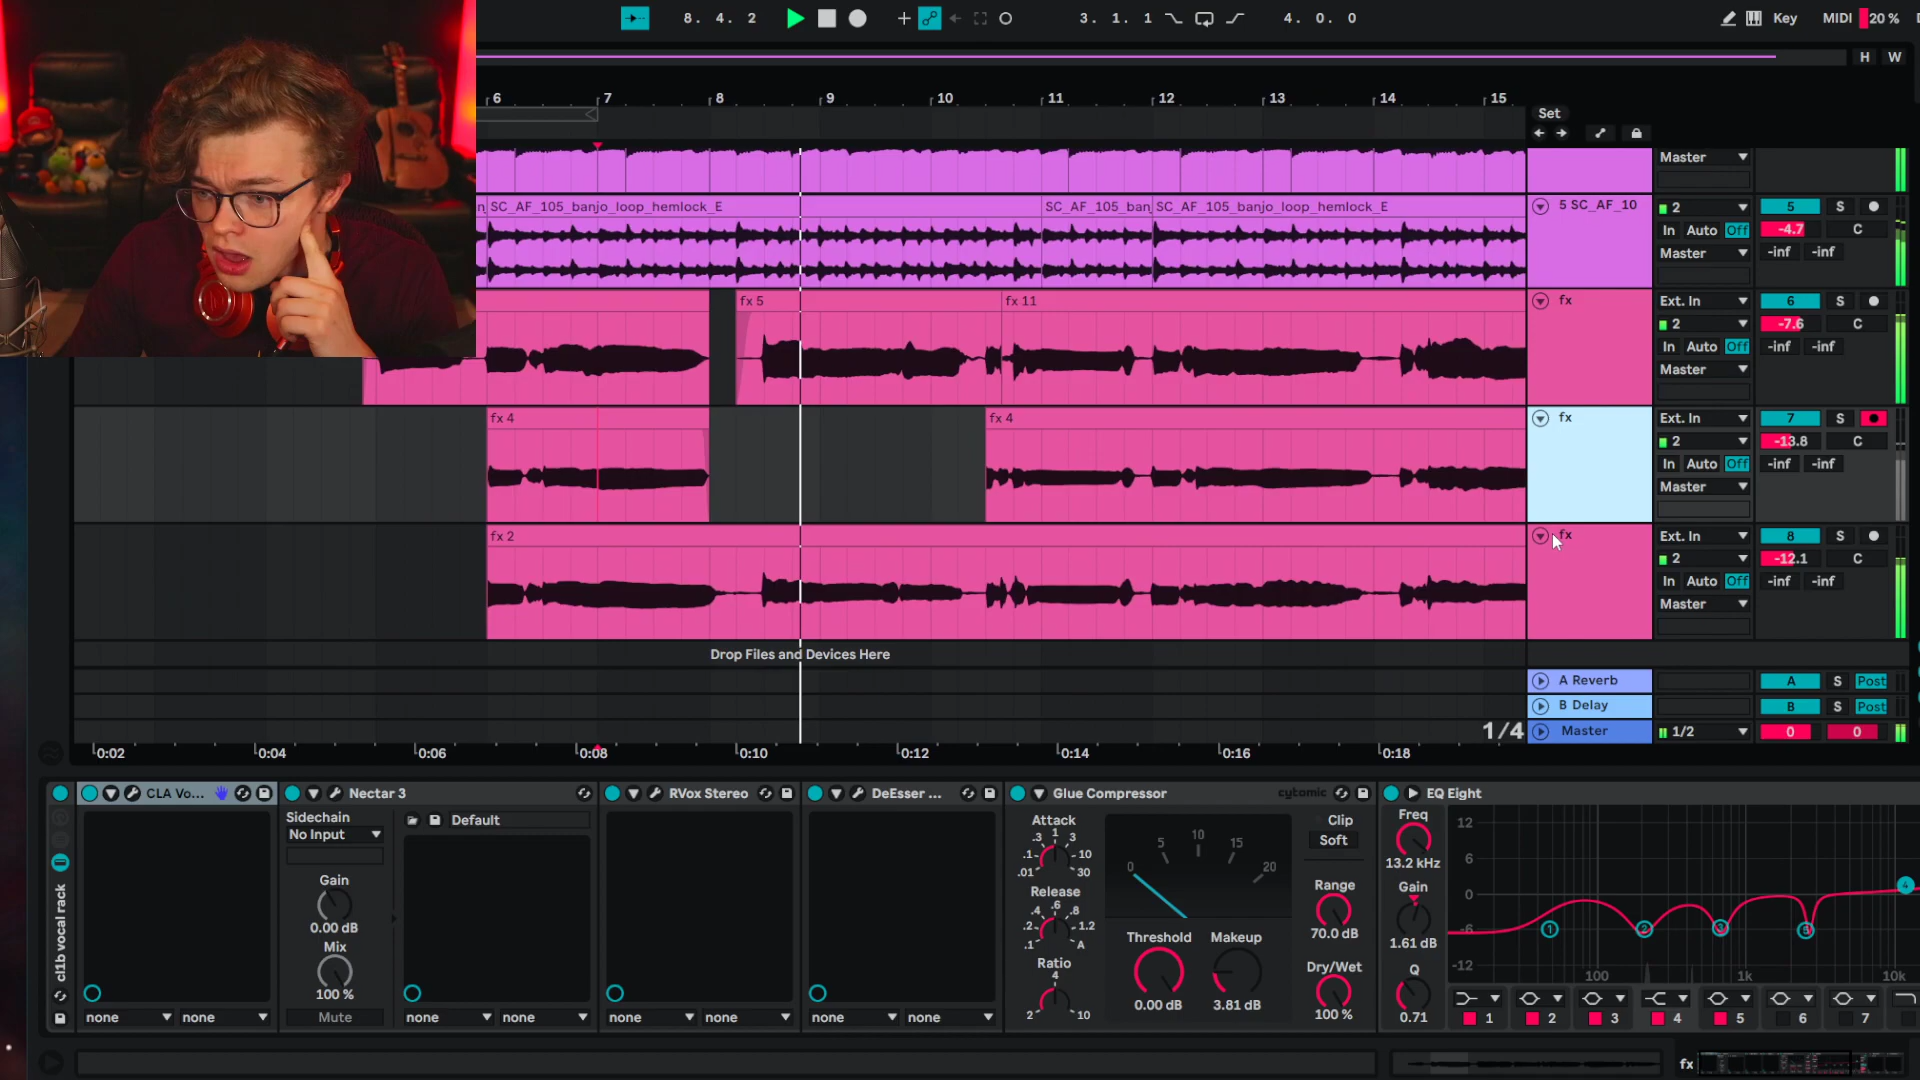 8. 4. 2
3. 1. 1
4. 0. 0
Key
MIDI
20 %
H W
6 7 8 9 10 11 12 13 14 15
Set
Master
SC_AF_105_banjo_loop_hemlock_E
SC_AF_105_ban
SC_AF_105_banjo_loop_hemlock_E
5 SC_AF_10
2
5 S
In Auto Off
-4.7 C
Master
-inf -inf
fx 5
fx 11
fx
Ext. In
6 S
2
-7.6 C
In Auto Off
-inf -inf
Master
fx 4
fx 4
fx
Ext. In
7 S
2
-13.8 C
In Auto Off
-inf -inf
Master
fx 2
fx
Ext. In
8 S
2
-12.1 C
In Auto Off
-inf -inf
Master
Drop Files and Devices Here
A Reverb
A S Post
B Delay
B S Post
1/4
Master
1/2
0 0
0:02 0:04 0:06 0:08 0:10 0:12 0:14 0:16 0:18
cl1b vocal rack
CLA Vo...
none none
Nectar 3
Sidechain
No Input
Default
Gain
0.00 dB
Mix
100 %
Mute
none none
RVox Stereo
none none
DeEsser ...
none none
Glue Compressor
cytomic
Attack
.3 1 3
.1 10
.01 30
Release
.4 .6 .8
.2 1.2
.1 A
Ratio
4
2 10
0 5 10 15 20
Threshold
0.00 dB
Makeup
3.81 dB
Clip
Soft
Range
70.0 dB
Dry/Wet
100 %
EQ Eight
Freq
13.2 kHz
Gain
1.61 dB
Q
0.71
12
6
0
-6
-12
100 1k 10k
1 2 3 4 5 6 7
fx